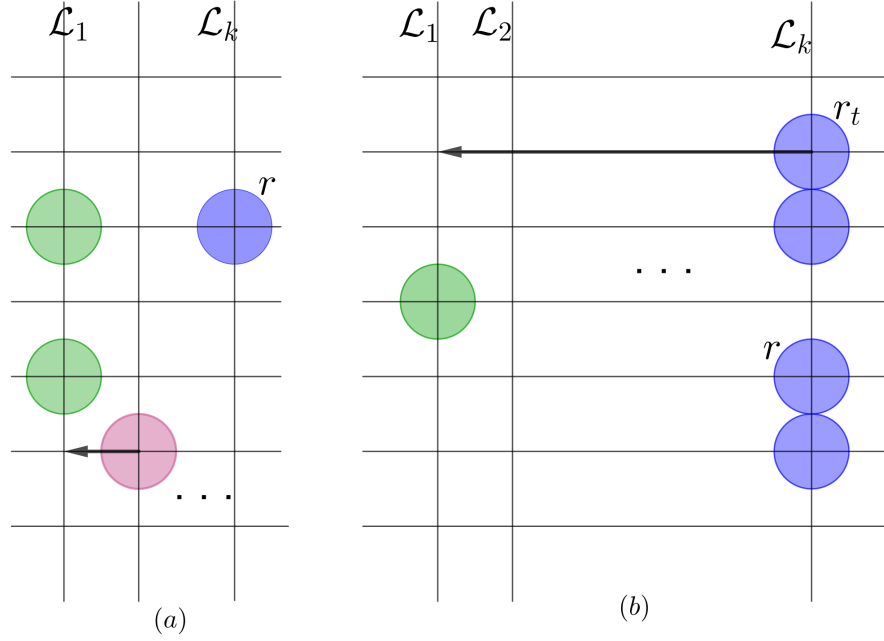 ℒ₁ ℒₖ ℒ₁ ℒ₂ ℒₖ
r rₜ
. . .
r
. . .
(a) (b)